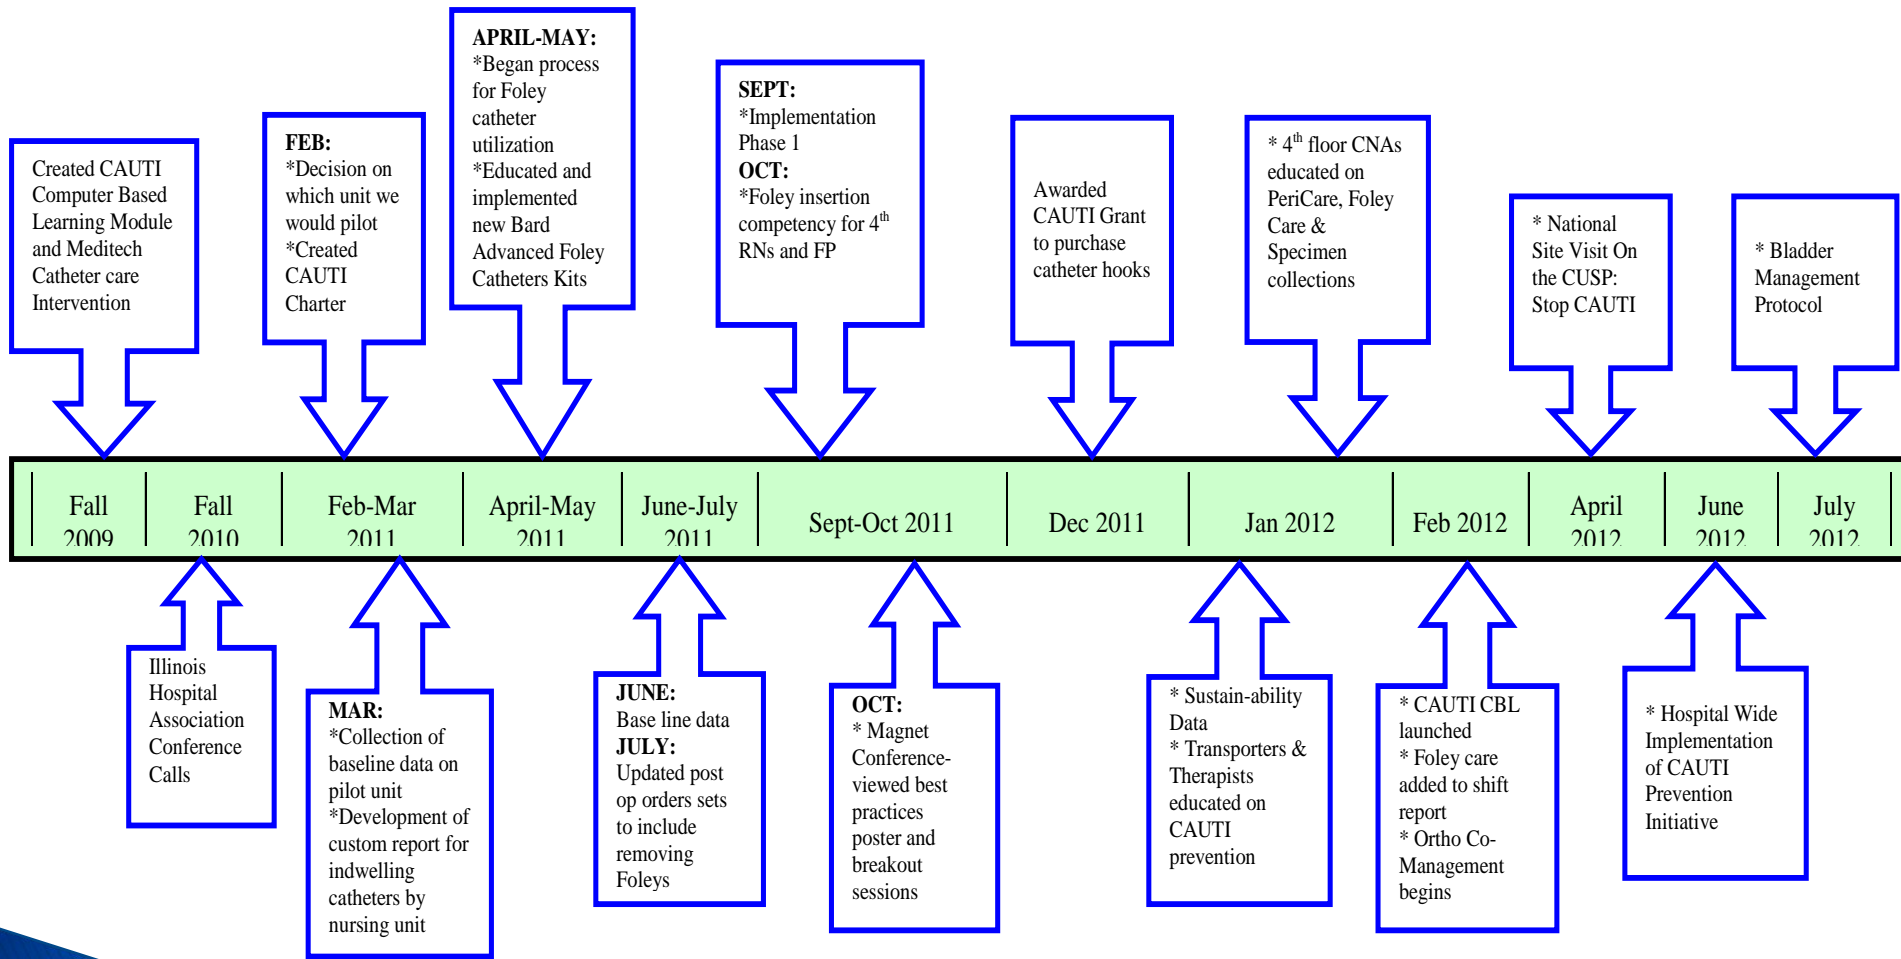 Created CAUTI
Computer Based
Learning Module
and Meditech
Catheter care
Intervention
FEB:
*Decision on
which unit we
would pilot
*Created
CAUTI
Charter
APRIL-MAY:
*Began process
for Foley
catheter
utilization
*Educated and
implemented
new Bard
Advanced Foley
Catheters Kits
SEPT:
*Implementation
Phase 1
OCT:
*Foley insertion
competency for 4th
RNs and FP
Awarded
CAUTI Grant
to purchase
catheter hooks
* 4th floor CNAs
educated on
PeriCare, Foley
Care &
Specimen
collections
* National
Site Visit On
the CUSP:
Stop CAUTI
* Bladder
Management
Protocol
Fall
2009
Fall
2010
Feb-Mar
2011
April-May
2011
June-July
2011
Sept-Oct 2011
Dec 2011
Jan 2012
Feb 2012
April
2012
June
2012
July
2012
Illinois
Hospital
Association
Conference
Calls
MAR:
*Collection of
baseline data on
pilot unit
*Development of
custom report for
indwelling
catheters by
nursing unit
JUNE:
Base line data
JULY:
Updated post
op orders sets
to include
removing
Foleys
OCT:
* Magnet
Conference-
viewed best
practices
poster and
breakout
sessions
* Sustain-ability
Data
* Transporters &
Therapists
educated on
CAUTI
prevention
* CAUTI CBL
launched
* Foley care
added to shift
report
* Ortho Co-
Management
begins
* Hospital Wide
Implementation
of CAUTI
Prevention
Initiative